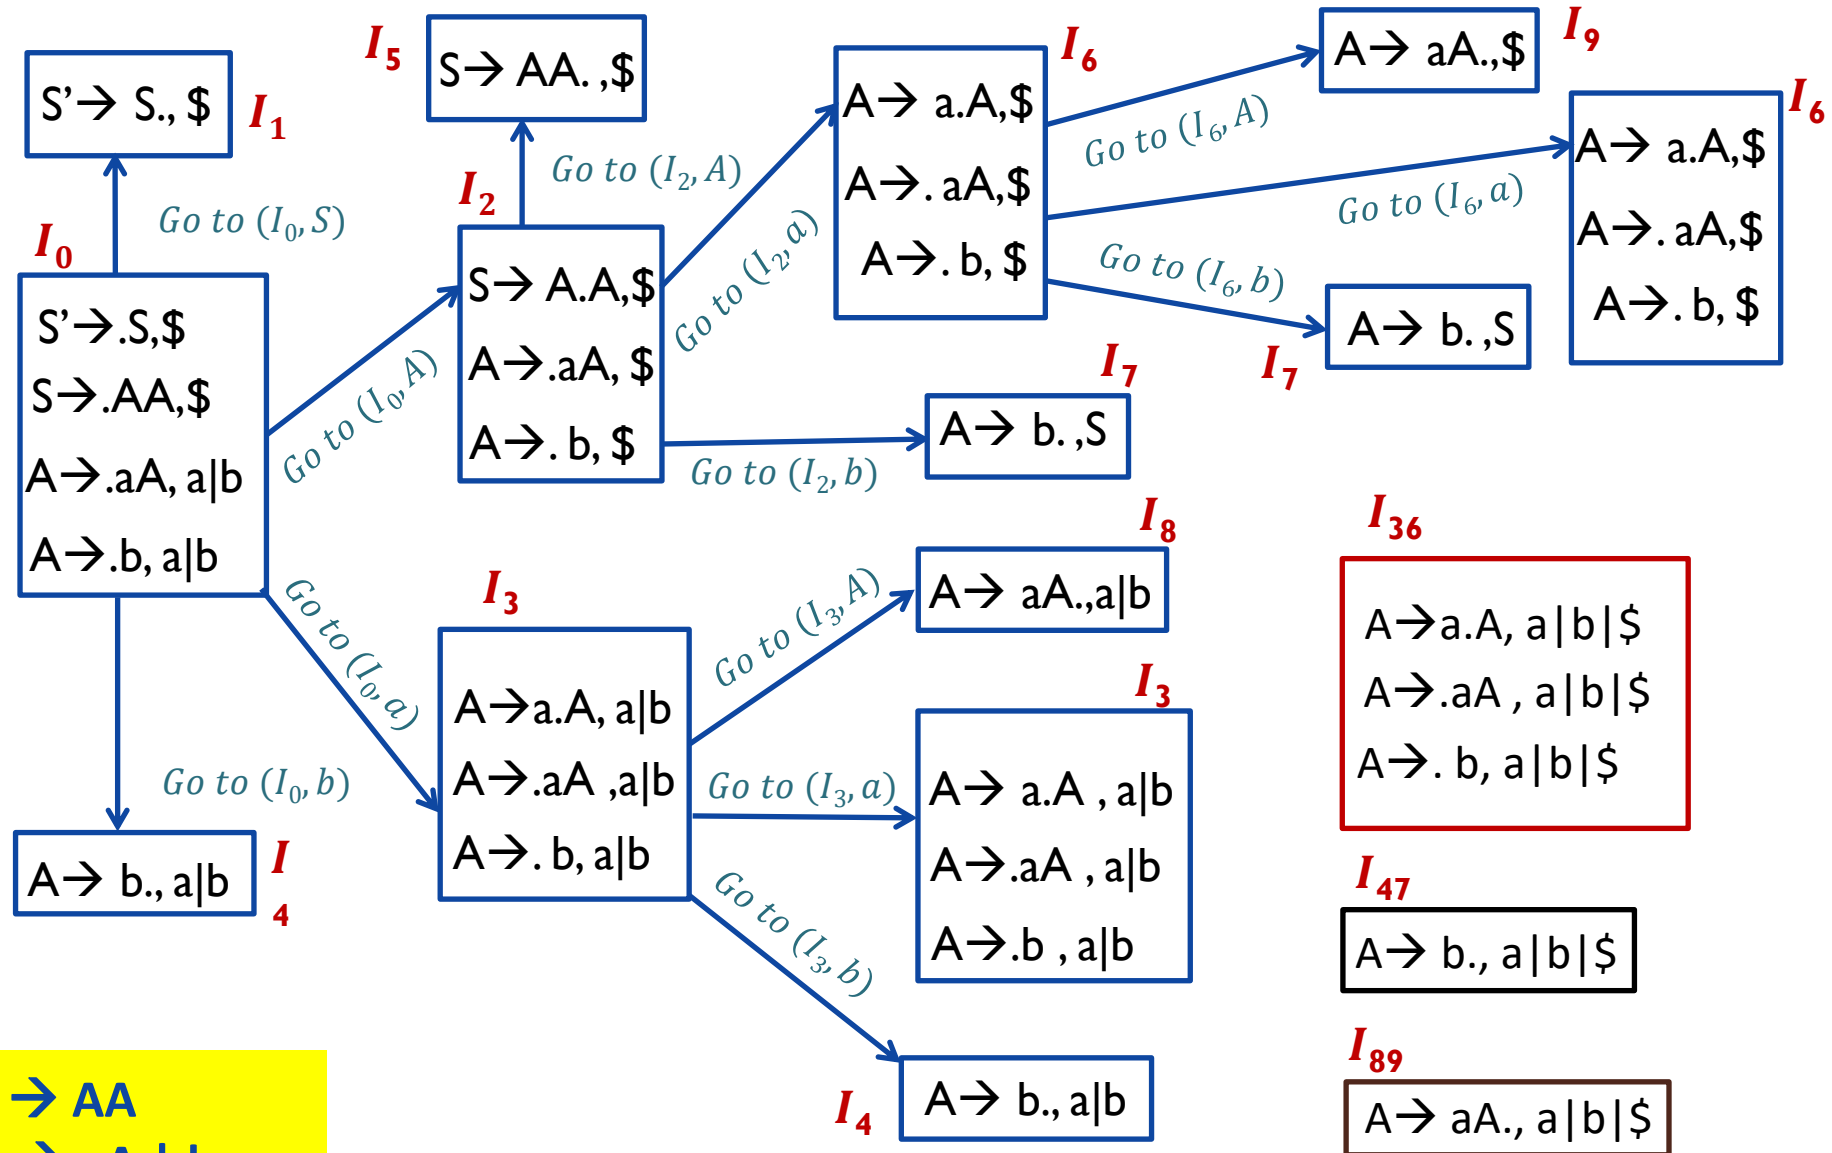 I₁
S'→ S., $
Go to (I₀, S)
I₀
S'→.S,$
S→.AA,$
A→.aA, a|b
A→.b, a|b
Go to (I₀, A)
Go to (I₀, a)
Go to (I₀, b)
A→ b., a|b
I
4
I₅
S→ AA. ,$
Go to (I₂, A)
I₂
S→ A.A,$
A→.aA, $
A→. b, $
Go to (I₂, a)
Go to (I₂, b)
I₆
A→ a.A,$
A→. aA,$
A→. b, $
Go to (I₆, A)
Go to (I₆, a)
Go to (I₆, b)
I₉
A→ aA.,$
I₆
A→ a.A,$
A→. aA,$
A→. b, $
I₇
A→ b. ,S
I₇
A→ b. ,S
I₃
A→a.A, a|b
A→.aA ,a|b
A→. b, a|b
Go to (I₃, A)
Go to (I₃, a)
Go to (I₃, b)
I₈
A→ aA.,a|b
I₃
A→ a.A , a|b
A→.aA , a|b
A→.b , a|b
I₄
A→ b., a|b
I₃₆
A→a.A, a|b|$
A→.aA , a|b|$
A→. b, a|b|$
I₄₇
A→ b., a|b|$
I₈₉
A→ aA., a|b|$
→ AA